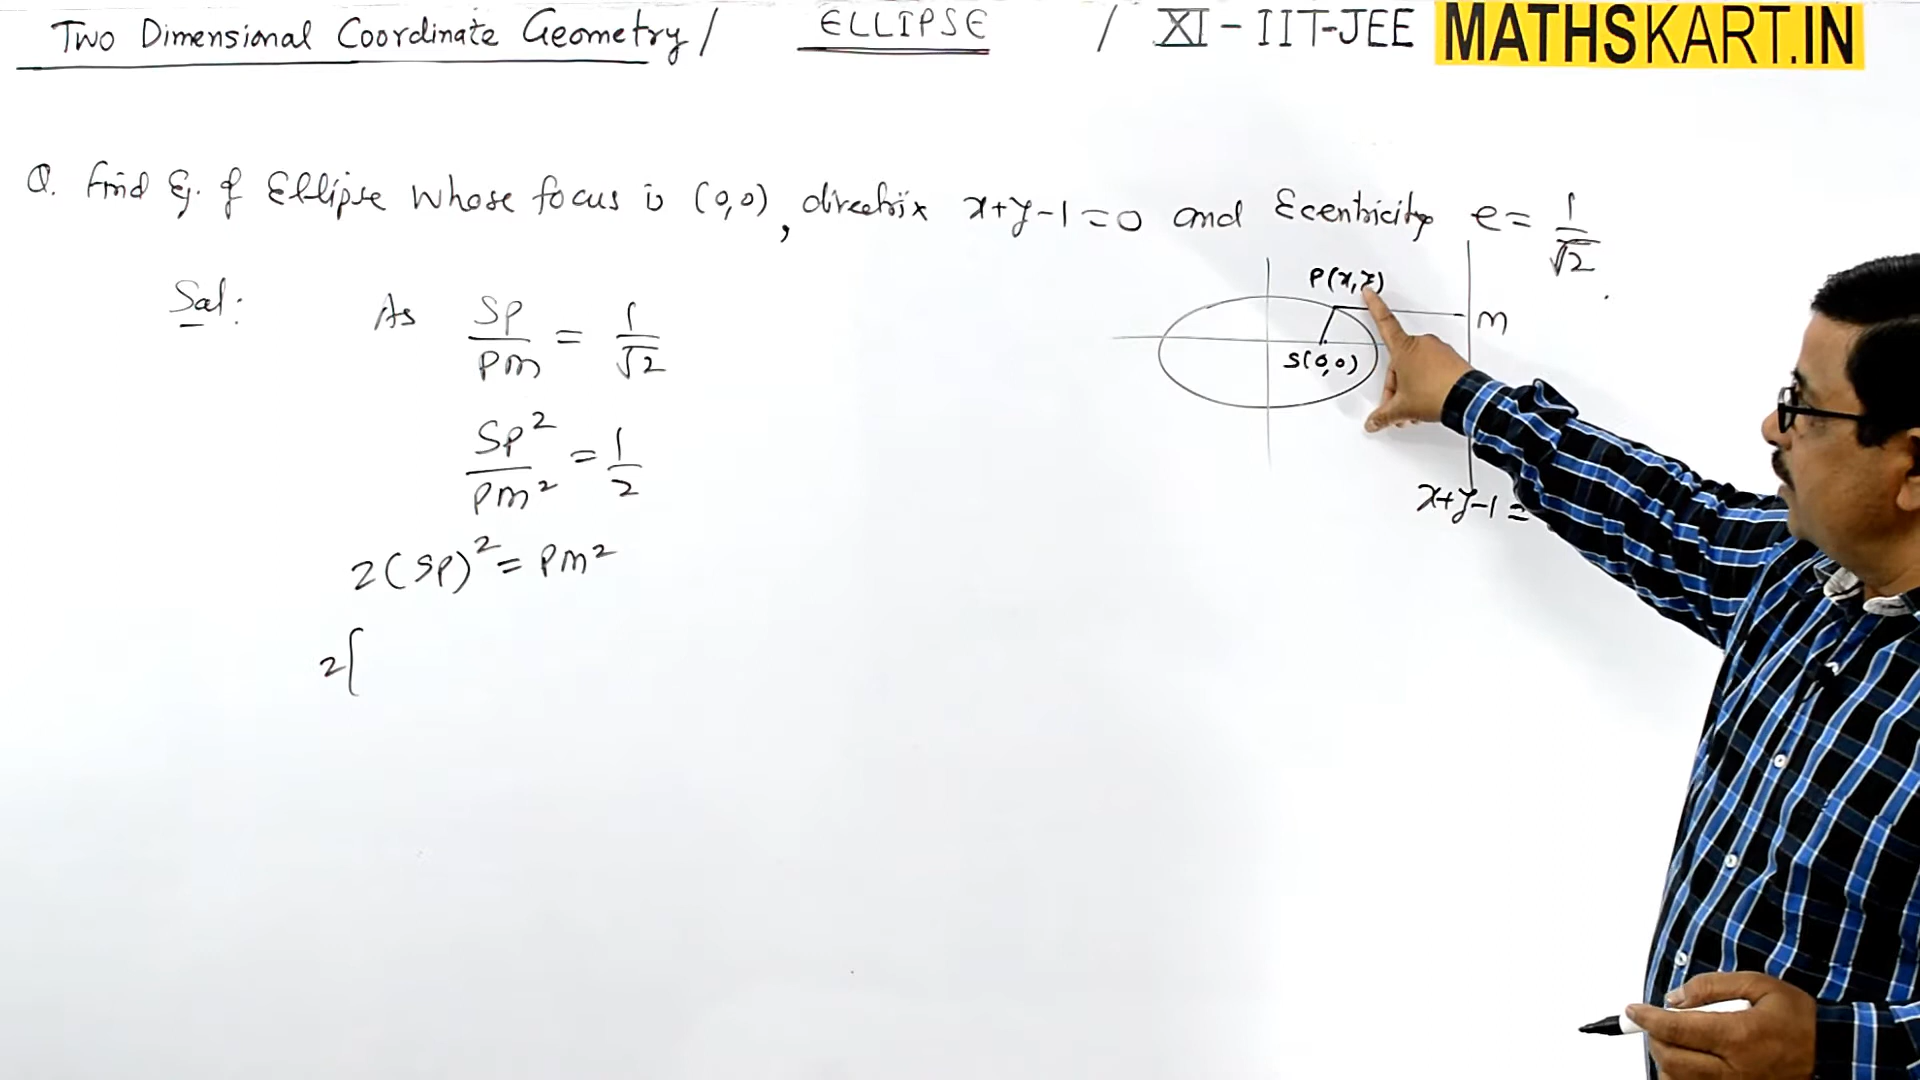 Two Dimensional Coordinate Geometry / ELLIPSE / XI - IIT-JEE MATHSKART.IN
Q. Find Eq. of Ellipse whose focus is (0,0), directrix x+y-1=0 and Ecentricity e = 1/√2.
Sol: As SP/PM = 1/√2
SP²/PM² = 1/2
2(SP)² = PM²
2[
P(x,y)
M
S(0,0)
x+y-1=